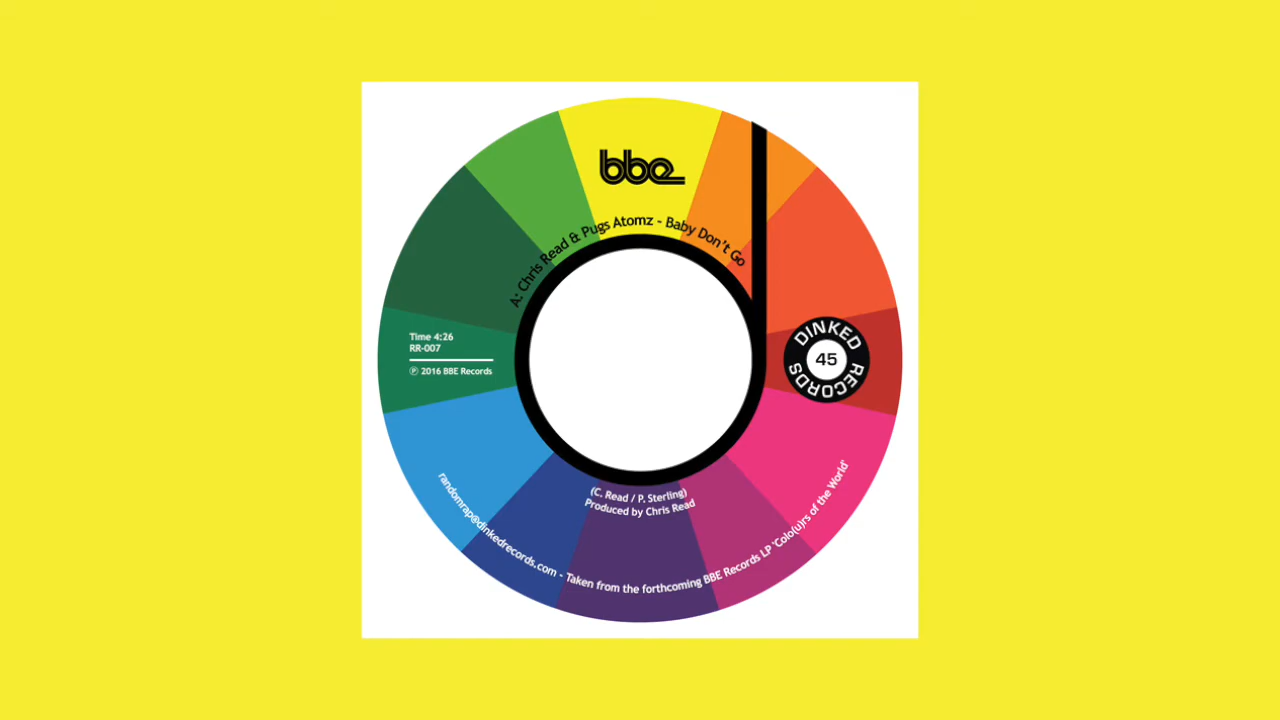 bbe
A: Chris Read & Pugs Atomz - Baby Don't Go
Time 4:26
RR-007
℗ 2016 BBE Records
DINKED
45
RECORDS
(C. Read / P. Sterling)
Produced by Chris Read
randomrap@dinkedrecords.com - Taken from the forthcoming BBE Records LP 'Colo(u)rs of the World'